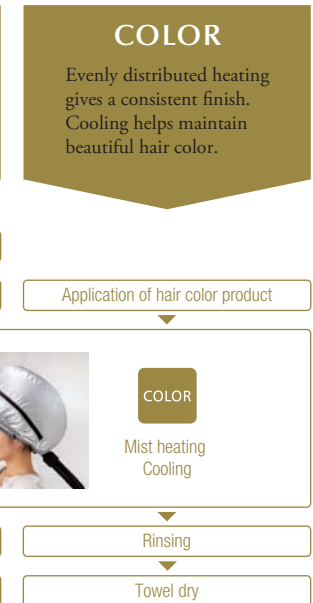 COLOR
Evenly distributed heating
gives a consistent finish.
Cooling helps maintain
beautiful hair color.
Application of hair color product
COLOR
Mist heating
Cooling
Rinsing
Towel dry